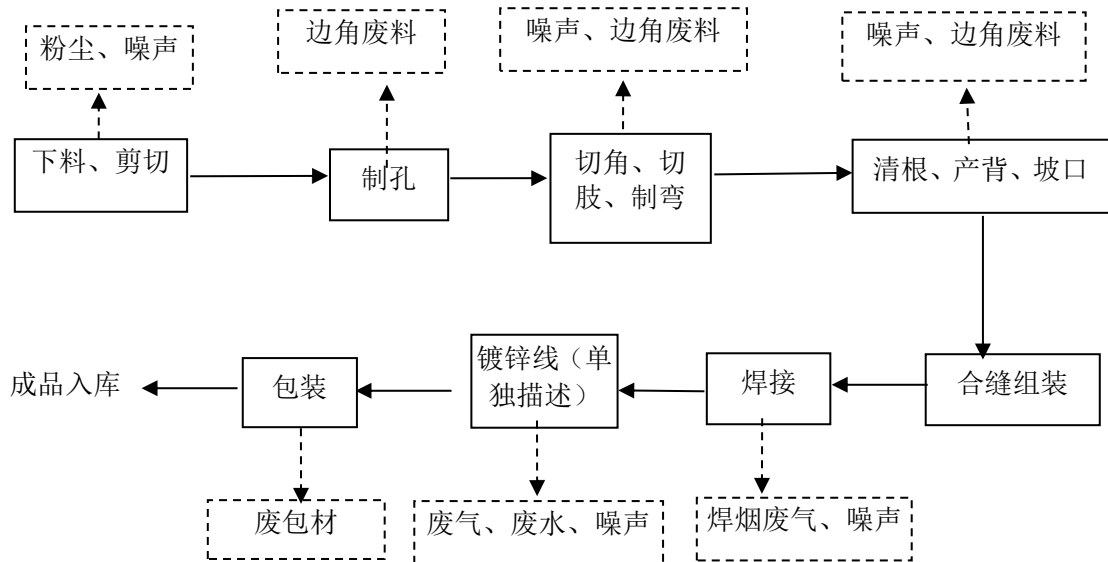 粉尘、噪声
边角废料
噪声、边角废料
噪声、边角废料
下料、剪切
制孔
切角、切
肢、制弯
清根、产背、坡口
成品入库
包装
镀锌线（单
独描述）
焊接
合缝组装
废包材
废气、废水、噪声
焊烟废气、噪声